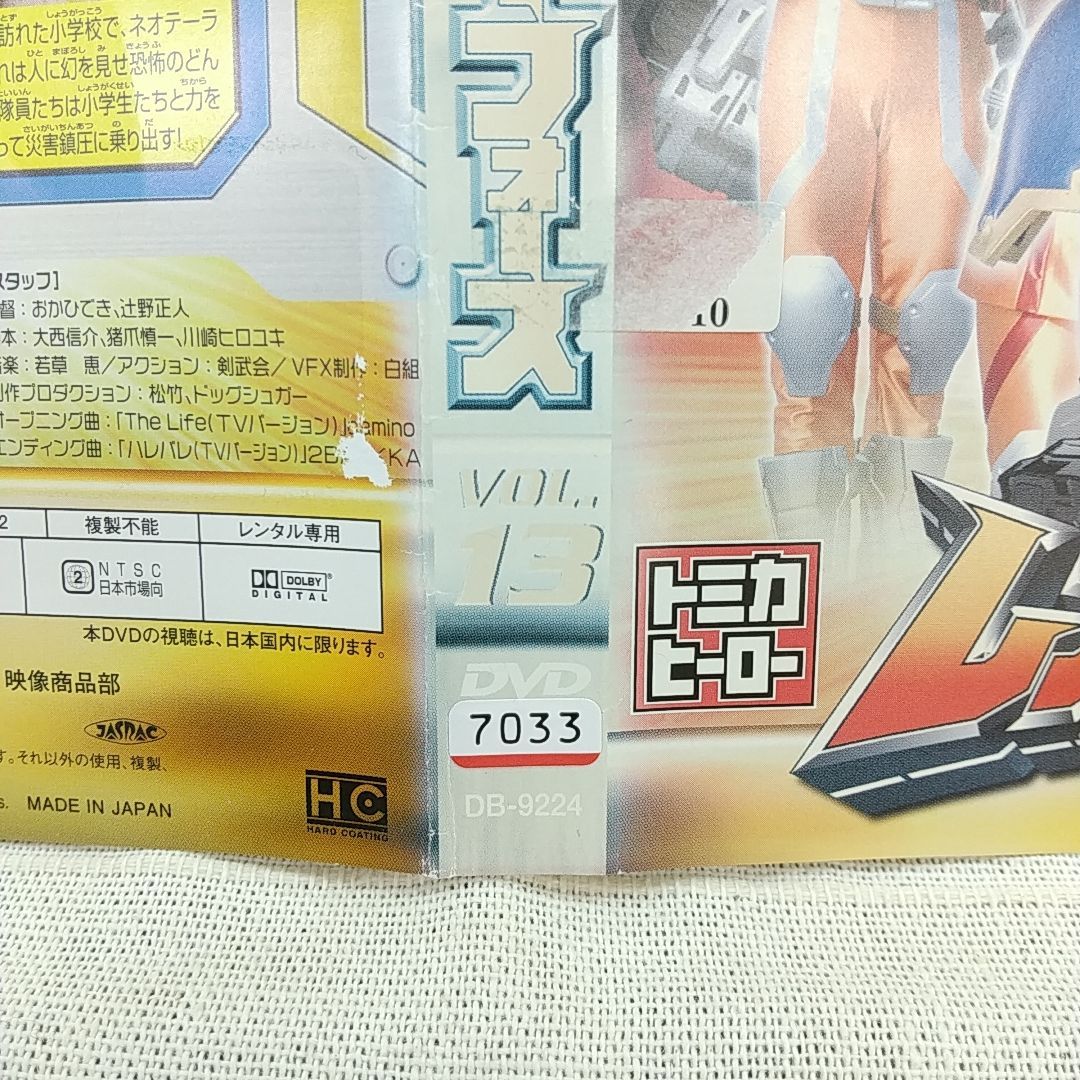 訪れた小学校で、ネオテーラ
れは人に幻を見せ恐怖のどん
隊員たちは小学生たちと力を
って災害鎮圧に乗り出す!
スタッフ]
督:おかひでき、辻野正人
本:大西信介、猪爪慎一、川崎ヒロユキ
音楽:若草 恵/アクション:剣武会/VFX制作:白組
制作プロダクション:松竹、ドッグシュガー
オープニング曲:「The Life(TVバージョン)」
エンディング曲:「ハレバレ(TVバージョン)」
2
複製不能
レンタル専用
2
NTSC
日本市場向
DOLBY
DIGITAL
本DVDの視聴は、日本国内に限ります。
映像商品部
JASRAC
す。それ以外の使用、複製、
s. MADE IN JAPAN
HC
HARD COATING
フォース
VOL.
13
DVD
7033
DB-9224
10
トミカ
ヒーロー
レ